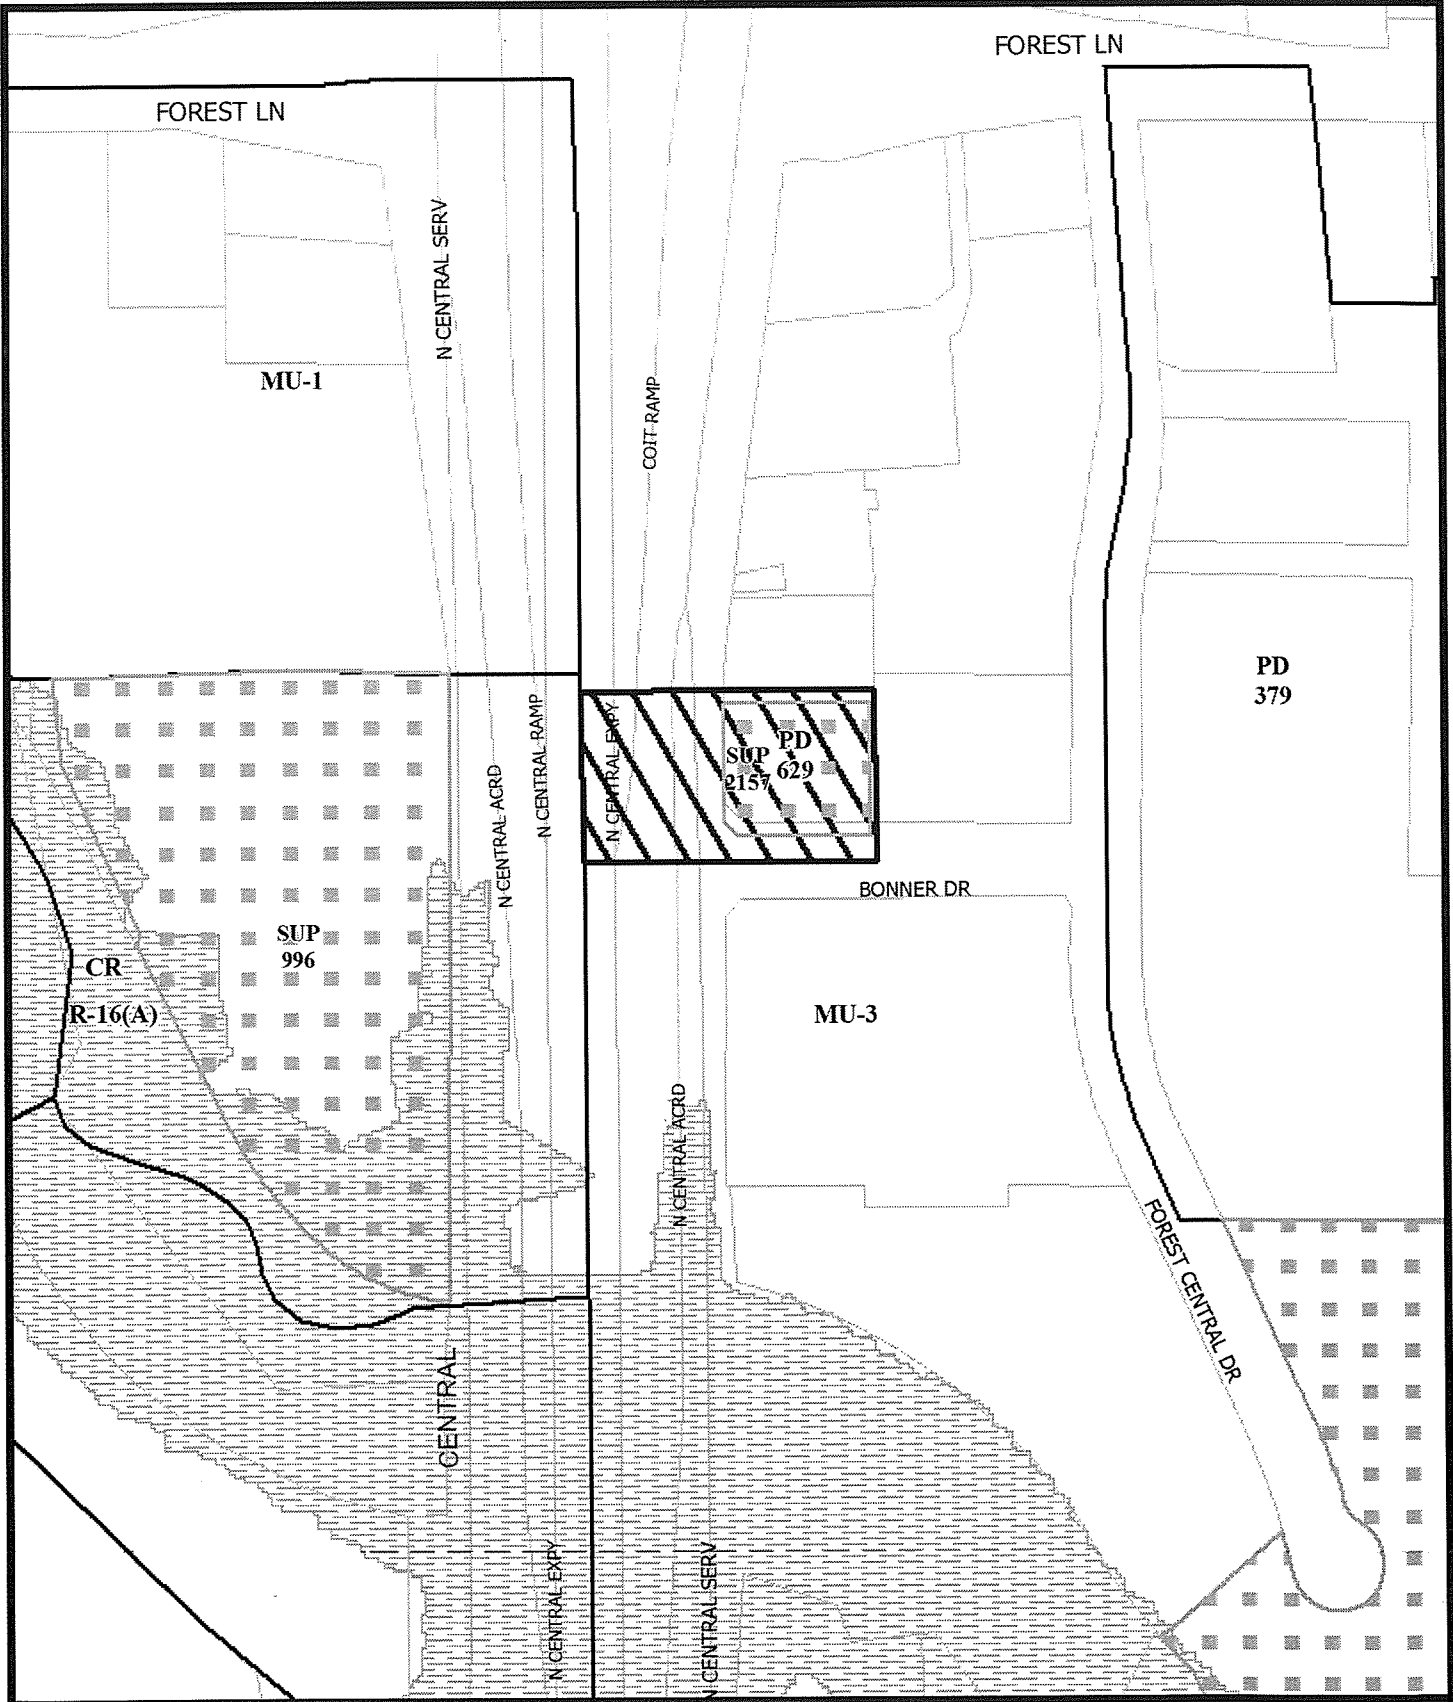 FOREST LN
FOREST LN
N CENTRAL SERV
MU-1
COIT RAMP
PD
379
N CENTRAL RAMP
N CENTRAL EXPY
PD
629
SUP
2157
N CENTRAL ACRD
BONNER DR
SUP
996
CR
R-16(A)
MU-3
N CENTRAL ACRD
FOREST CENTRAL DR
CENTRAL
N CENTRAL EXPY
N CENTRAL SERV